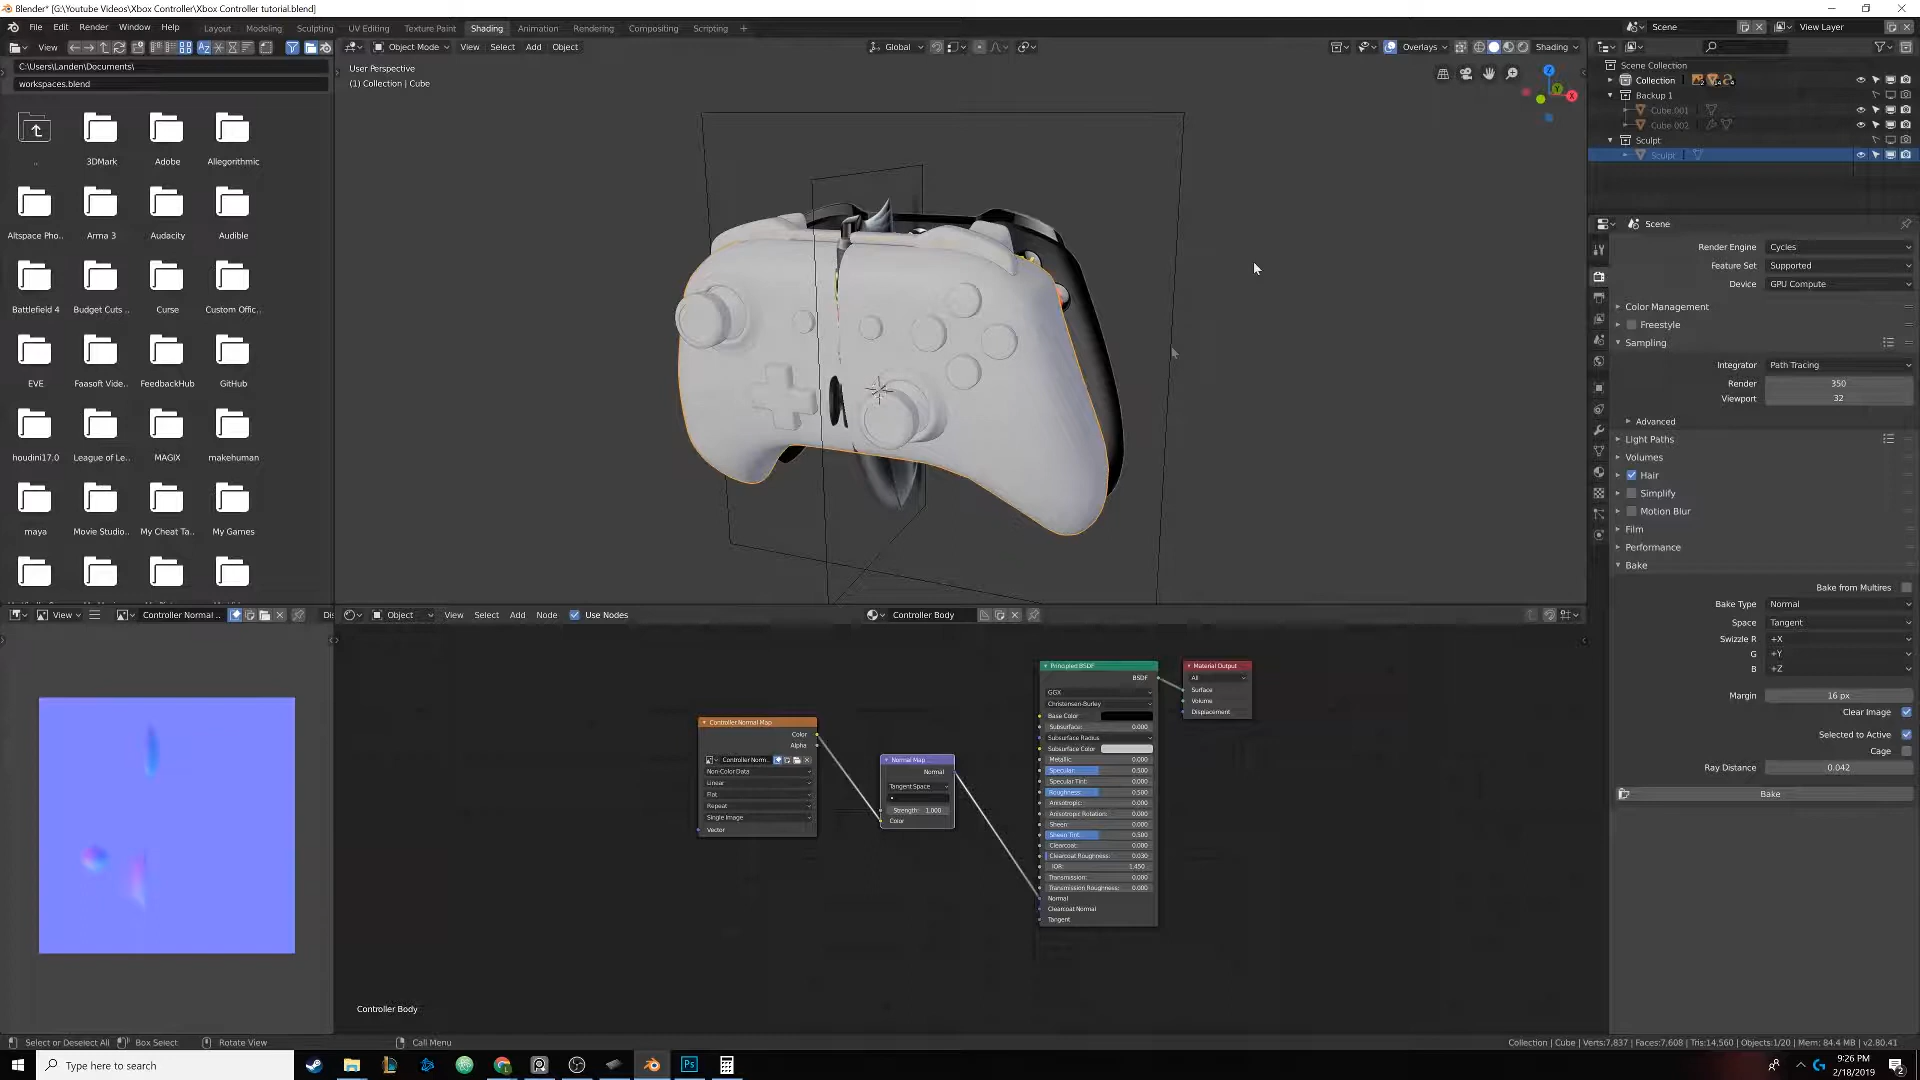 Blender* [G:\Youtube Videos\Xbox Controller\Xbox Controller tutorial.blend]
File Edit Render Window Help Layout Modeling Sculpting UV Editing Texture Paint Shading Animation Rendering Compositing Scripting + Scene View Layer
View Object Mode View Select Add Object Global Overlays Shading
C:\Users\Landen\Documents\
workspaces.blend
User Perspective
(1) Collection | Cube
Scene Collection
Collection
Backup 1
Cube.001
Cube.002
Sculpt
Sculpt
..
3DMark
Adobe
Allegorithmic
Altspace Pho..
Arma 3
Audacity
Audible
Battlefield 4
Budget Cuts ..
Curse
Custom Offic..
EVE
Faasoft Vide..
FeedbackHub
GitHub
houdini17.0
League of Le..
MAGIX
makehuman
maya
Movie Studio..
My Cheat Ta..
My Games
Scene
Render Engine Cycles
Feature Set Supported
Device GPU Compute
Color Management
Freestyle
Sampling
Integrator Path Tracing
Render 350
Viewport 32
Advanced
Light Paths
Volumes
Hair
Simplify
Motion Blur
Film
Performance
Bake
Bake from Multires
Bake Type Normal
Space Tangent
Swizzle R +X
G +Y
B +Z
Margin 16 px
Clear Image
Selected to Active
Cage
Ray Distance 0.042
Bake
View Controller Normal .. Object View Select Add Node Use Nodes Controller Body
Controller Normal Map
Color
Alpha
Controller Norm..
Non-Color Data
Linear
Flat
Repeat
Single Image
Vector
Normal Map
Normal
Tangent Space
Strength: 1.000
Color
Principled BSDF
BSDF
GGX
Christensen-Burley
Base Color
Subsurface: 0.000
Subsurface Radius
Subsurface Color
Metallic: 0.000
Specular: 0.500
Specular Tint: 0.000
Roughness: 0.500
Anisotropic: 0.000
Anisotropic Rotation: 0.000
Sheen: 0.000
Sheen Tint: 0.500
Clearcoat: 0.000
Clearcoat Roughness: 0.030
IOR: 1.450
Transmission: 0.000
Transmission Roughness: 0.000
Normal
Clearcoat Normal
Tangent
Material Output
All
Surface
Volume
Displacement
Controller Body
Select or Deselect All Box Select Rotate View Call Menu Collection | Cube | Verts:7,837 | Faces:7,608 | Tris:14,560 | Objects:1/20 | Mem: 84.4 MB | v2.80.41
Type here to search
9:26 PM
2/18/2019